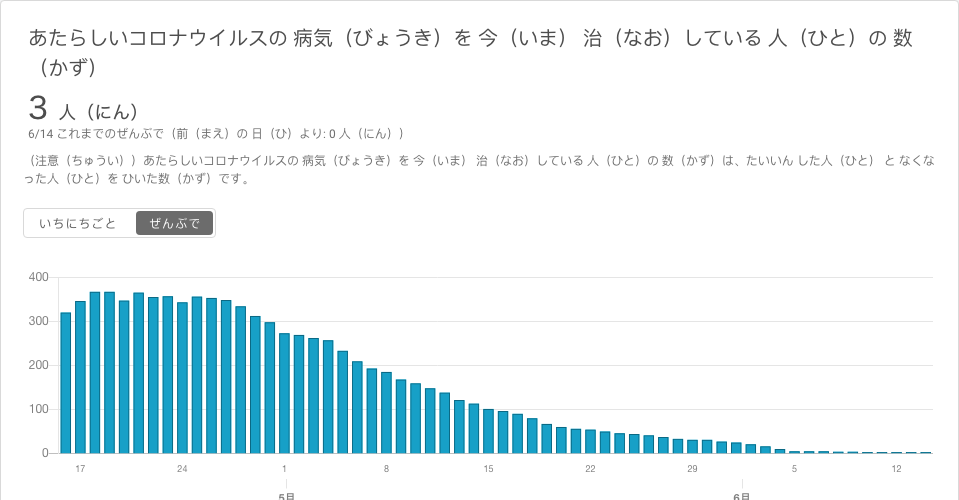 あたらしいコロナウイルスの 病気（びょうき）を 今（いま） 治（なお）している 人（ひと）の 数
（かず）
3 人（にん）
6/14 これまでのぜんぶで（前（まえ）の 日（ひ）より: 0 人（にん））
（注意（ちゅうい））あたらしいコロナウイルスの 病気（びょうき）を 今（いま） 治（なお）している 人（ひと）の 数（かず）は、たいいん した人（ひと） と なくな
った人（ひと）を ひいた数（かず）です。
いちにちごと ぜんぶで
400
300
200
100
0
17 24 1 8 15 22 29 5 12
5月 6月